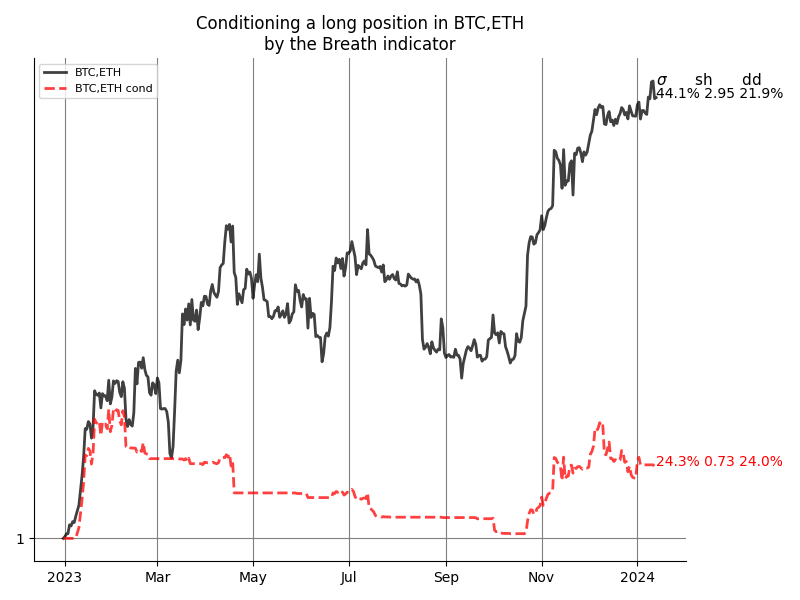 Conditioning a long position in BTC,ETH
by the Breath indicator
BTC,ETH
BTC,ETH cond
σ sh dd
44.1% 2.95 21.9%
24.3% 0.73 24.0%
1
2023 Mar May Jul Sep Nov 2024